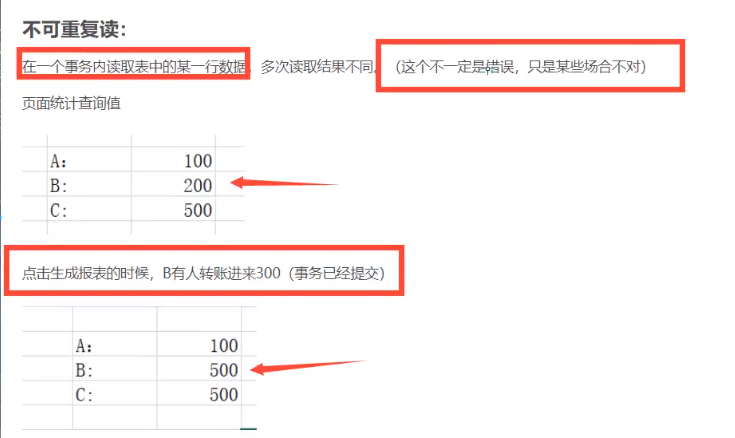 不可重复读：
在一个事务内读取表中的某一行数据，多次读取结果不同。（这个不一定是错误，只是某些场合不对）
页面统计查询值
A： 100
B： 200
C： 500
点击生成报表的时候，B有人转账进来300（事务已经提交）
A： 100
B： 500
C： 500